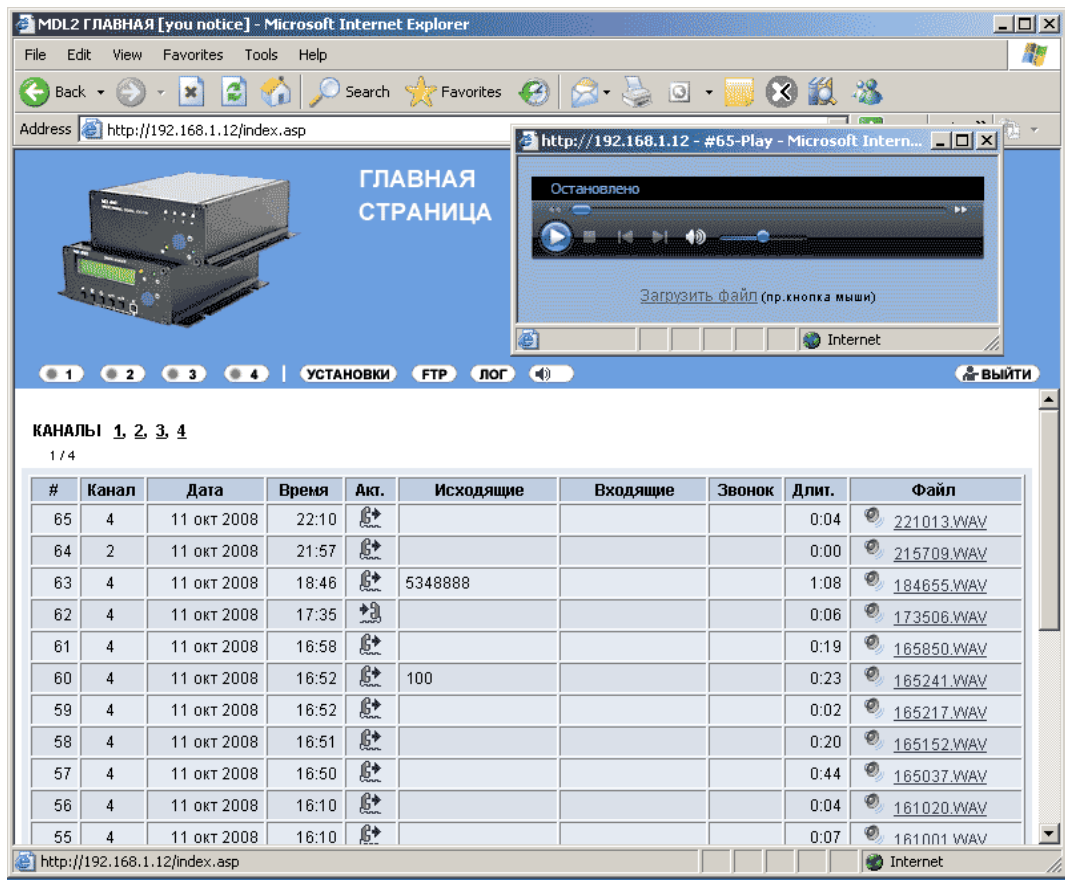 MDL2 ГЛАВНАЯ [you notice] - Microsoft Internet Explorer
File Edit View Favorites Tools Help
Back Search Favorites
Address http://192.168.1.12/index.asp
http://192.168.1.12 - #65-Play - Microsoft Intern...
Остановлено
Загрузить файл (пр.кнопка мыши)
Internet
ГЛАВНАЯ
СТРАНИЦА
1 2 3 4 | УСТАНОВКИ FTP ЛОГ ВЫЙТИ
КАНАЛЫ 1, 2, 3, 4
1 / 4
# Канал Дата Время Акт. Исходящие Входящие Звонок Длит. Файл
65 4 11 окт 2008 22:10 0:04 221013.WAV
64 2 11 окт 2008 21:57 0:00 215709.WAV
63 4 11 окт 2008 18:46 5348888 1:08 184655.WAV
62 4 11 окт 2008 17:35 0:06 173506.WAV
61 4 11 окт 2008 16:58 0:19 165850.WAV
60 4 11 окт 2008 16:52 100 0:23 165241.WAV
59 4 11 окт 2008 16:52 0:02 165217.WAV
58 4 11 окт 2008 16:51 0:20 165152.WAV
57 4 11 окт 2008 16:50 0:44 165037.WAV
56 4 11 окт 2008 16:10 0:04 161020.WAV
55 4 11 окт 2008 16:10 0:07 161001.WAV
http://192.168.1.12/index.asp Internet